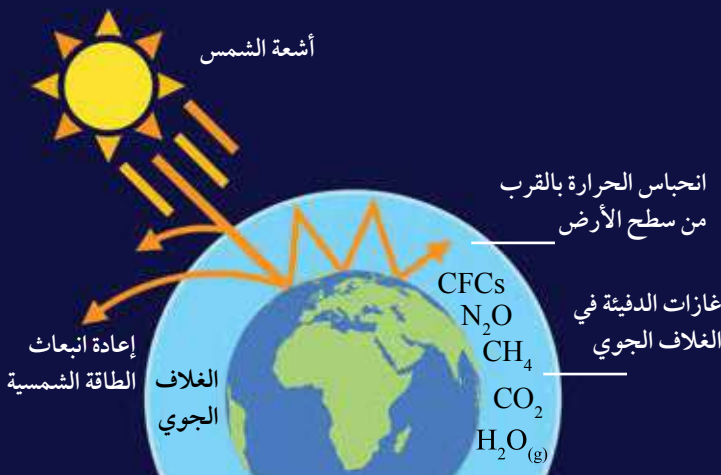 أشعة الشمس
انحباس الحرارة بالقرب
من سطح الأرض
CFCs
N₂O
CH₄
CO₂
H₂O₍g₎
غازات الدفيئة في
الغلاف الجوي
إعادة انبعاث
الطاقة الشمسية
الغلاف
الجوي